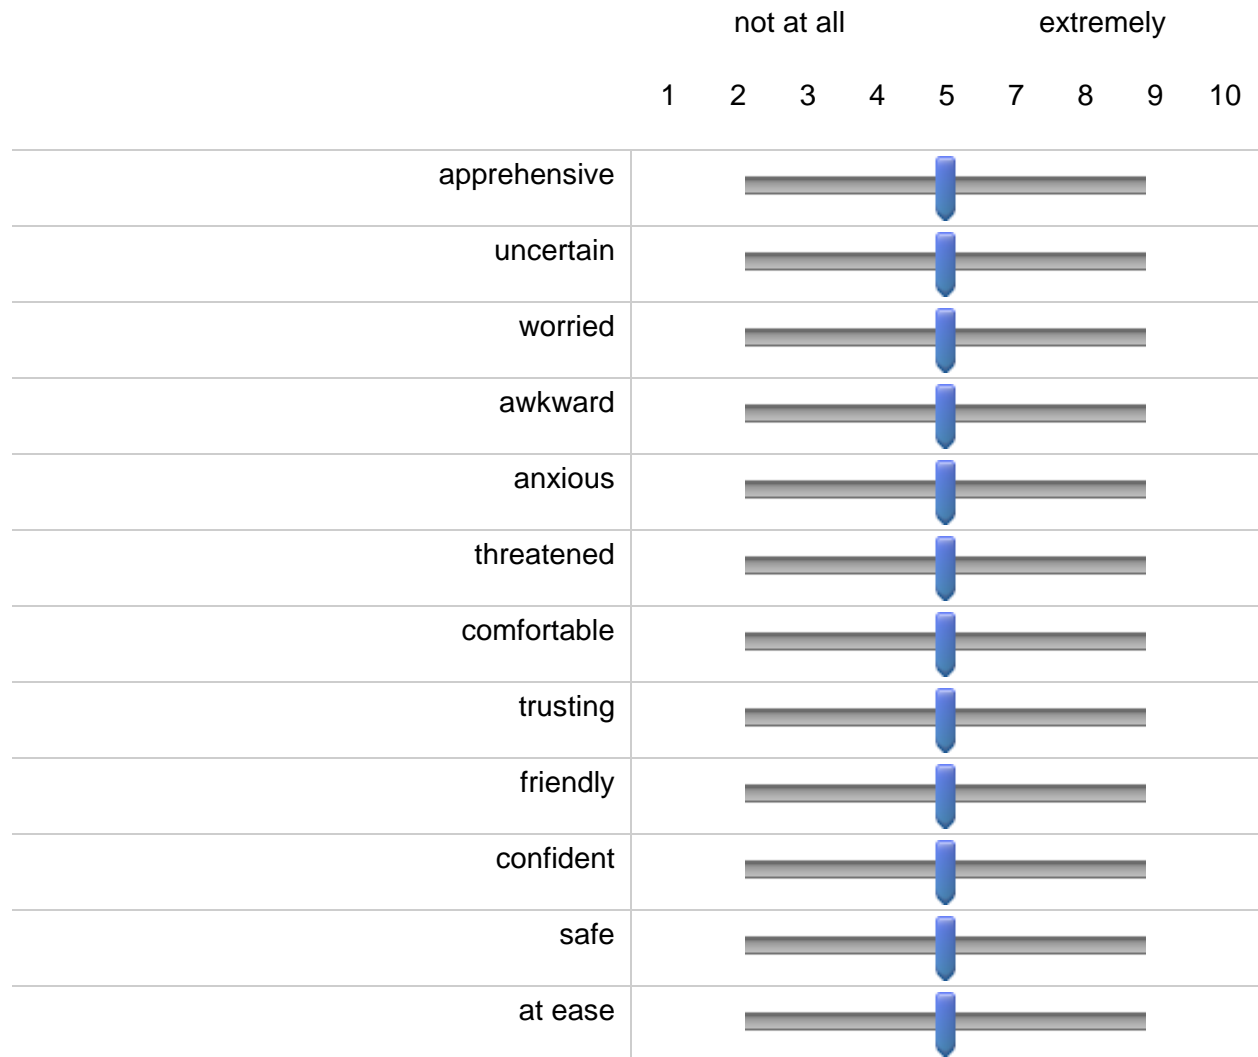 not at all extremely
1 2 3 4 5 7 8 9 10
apprehensive
uncertain
worried
awkward
anxious
threatened
comfortable
trusting
friendly
confident
safe
at ease